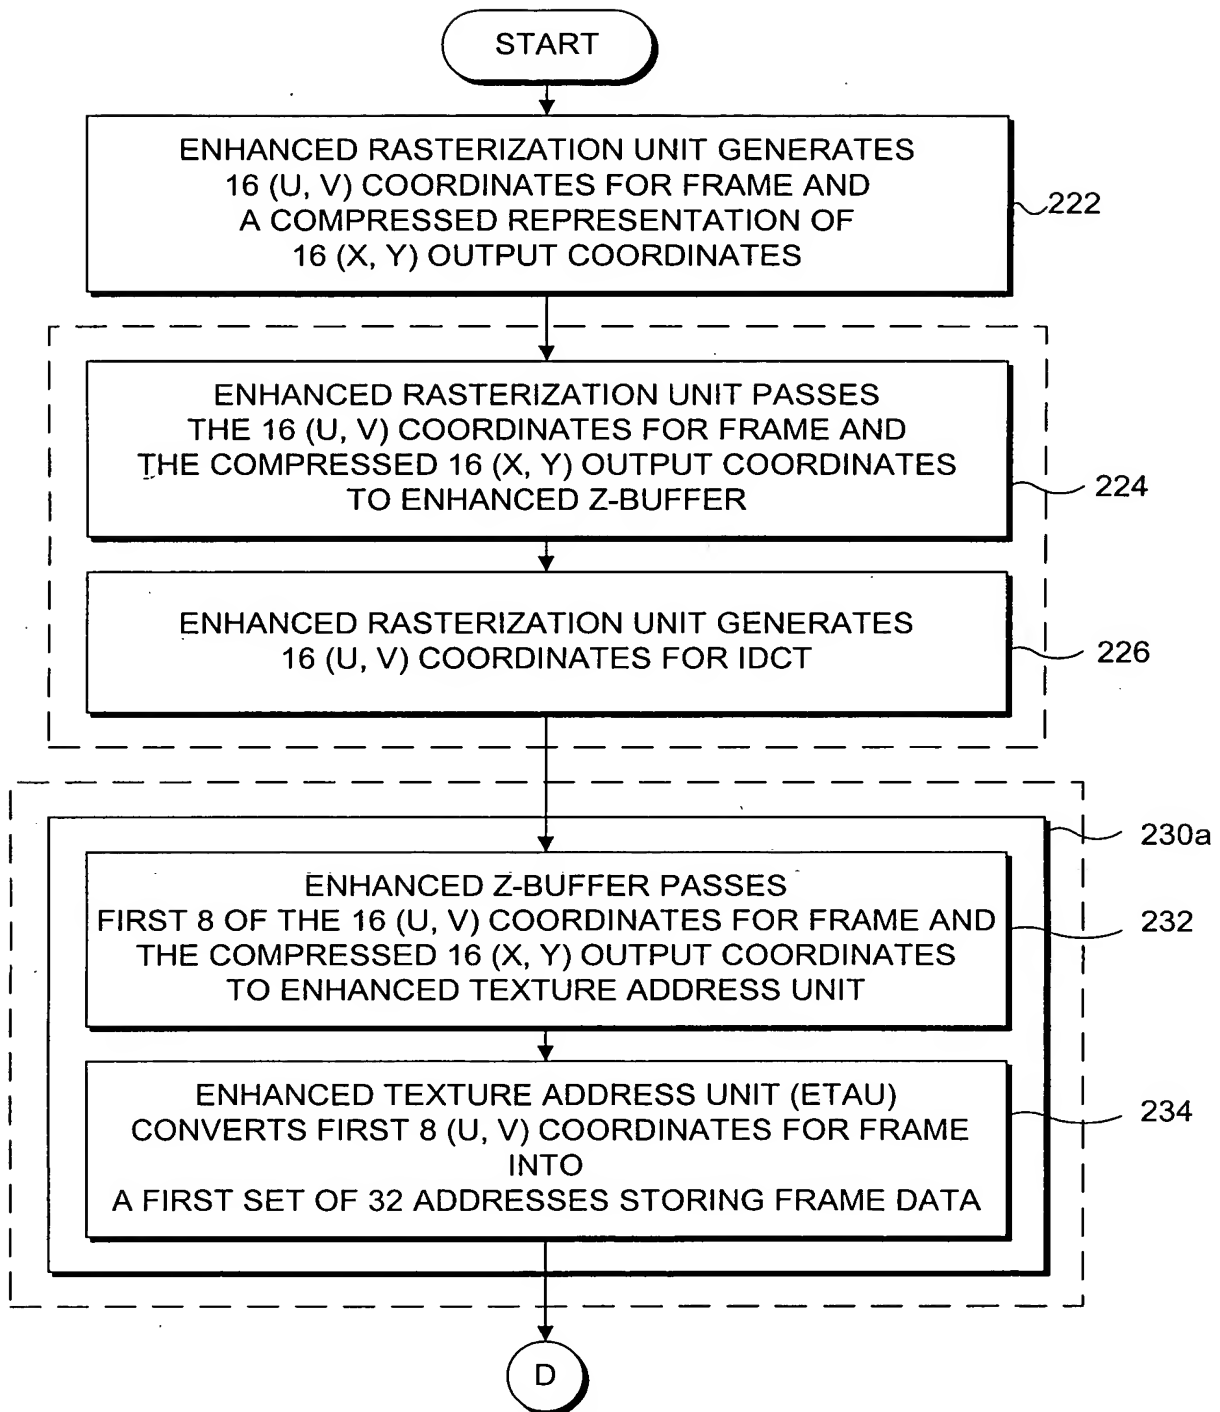 START
ENHANCED RASTERIZATION UNIT GENERATES
16 (U, V) COORDINATES FOR FRAME AND
A COMPRESSED REPRESENTATION OF
16 (X, Y) OUTPUT COORDINATES
222
ENHANCED RASTERIZATION UNIT PASSES
THE 16 (U, V) COORDINATES FOR FRAME AND
THE COMPRESSED 16 (X, Y) OUTPUT COORDINATES
TO ENHANCED Z-BUFFER
224
ENHANCED RASTERIZATION UNIT GENERATES
16 (U, V) COORDINATES FOR IDCT
226
230a
ENHANCED Z-BUFFER PASSES
FIRST 8 OF THE 16 (U, V) COORDINATES FOR FRAME AND
THE COMPRESSED 16 (X, Y) OUTPUT COORDINATES
TO ENHANCED TEXTURE ADDRESS UNIT
232
ENHANCED TEXTURE ADDRESS UNIT (ETAU)
CONVERTS FIRST 8 (U, V) COORDINATES FOR FRAME
INTO
A FIRST SET OF 32 ADDRESSES STORING FRAME DATA
234
D